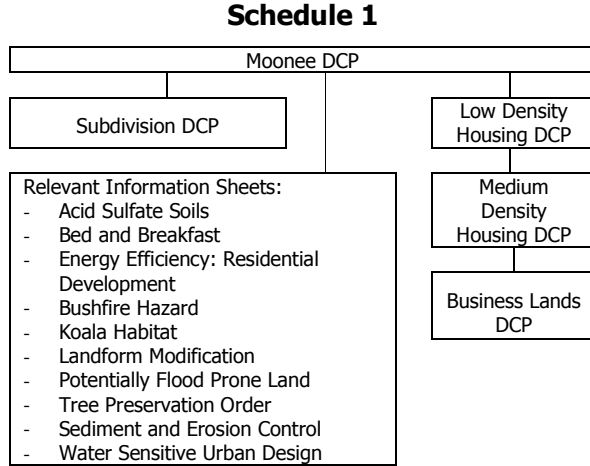 Schedule 1
Moonee DCP
Subdivision DCP
Low Density
Housing DCP
Relevant Information Sheets:
- Acid Sulfate Soils
- Bed and Breakfast
- Energy Efficiency: Residential
Development
- Bushfire Hazard
- Koala Habitat
- Landform Modification
- Potentially Flood Prone Land
- Tree Preservation Order
- Sediment and Erosion Control
- Water Sensitive Urban Design
Medium
Density
Housing DCP
Business Lands
DCP